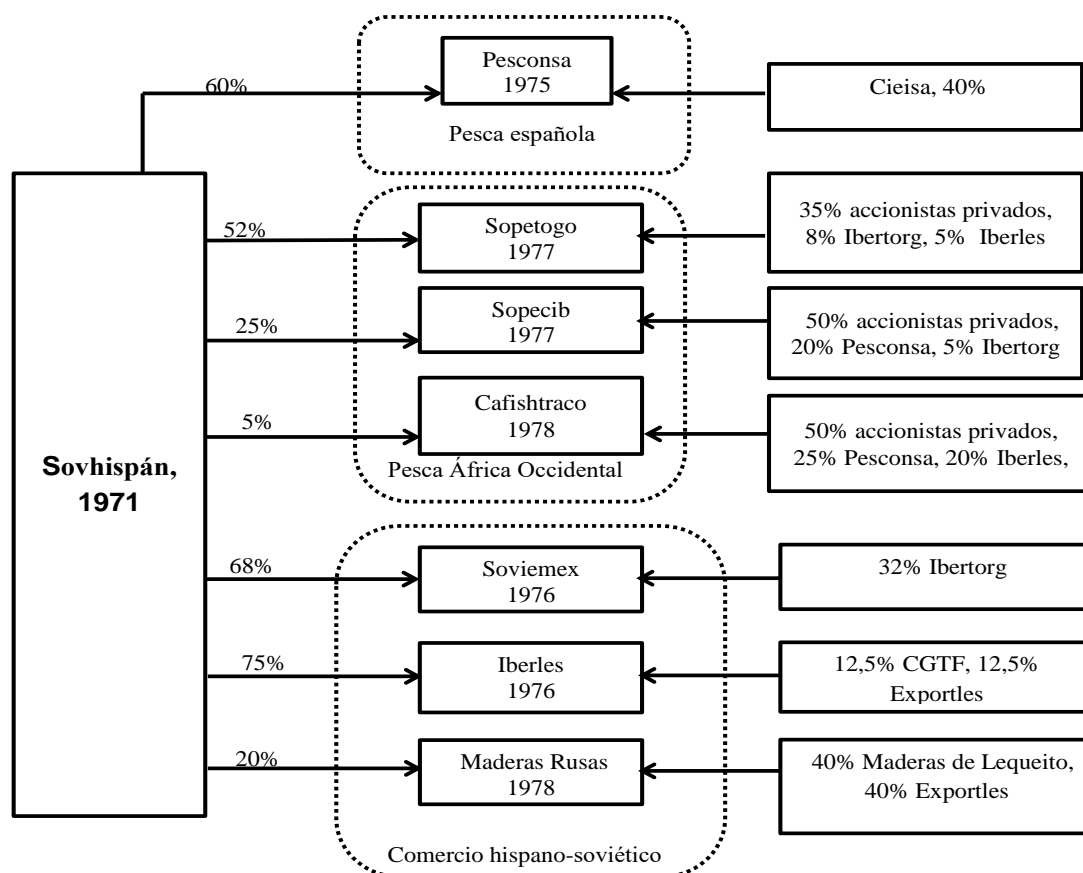 Pesconsa
1975
60%
Cieisa, 40%
Pesca española
Sovhispán,
1971
52%
Sopetogo
1977
35% accionistas privados,
8% Ibertorg, 5% Iberles
25%
Sopecib
1977
50% accionistas privados,
20% Pesconsa, 5% Ibertorg
5%
Cafishtraco
1978
50% accionistas privados,
25% Pesconsa, 20% Iberles,
Pesca África Occidental
68%
Soviemex
1976
32% Ibertorg
75%
Iberles
1976
12,5% CGTF, 12,5%
Exportles
20%
Maderas Rusas
1978
40% Maderas de Lequeito,
40% Exportles
Comercio hispano-soviético